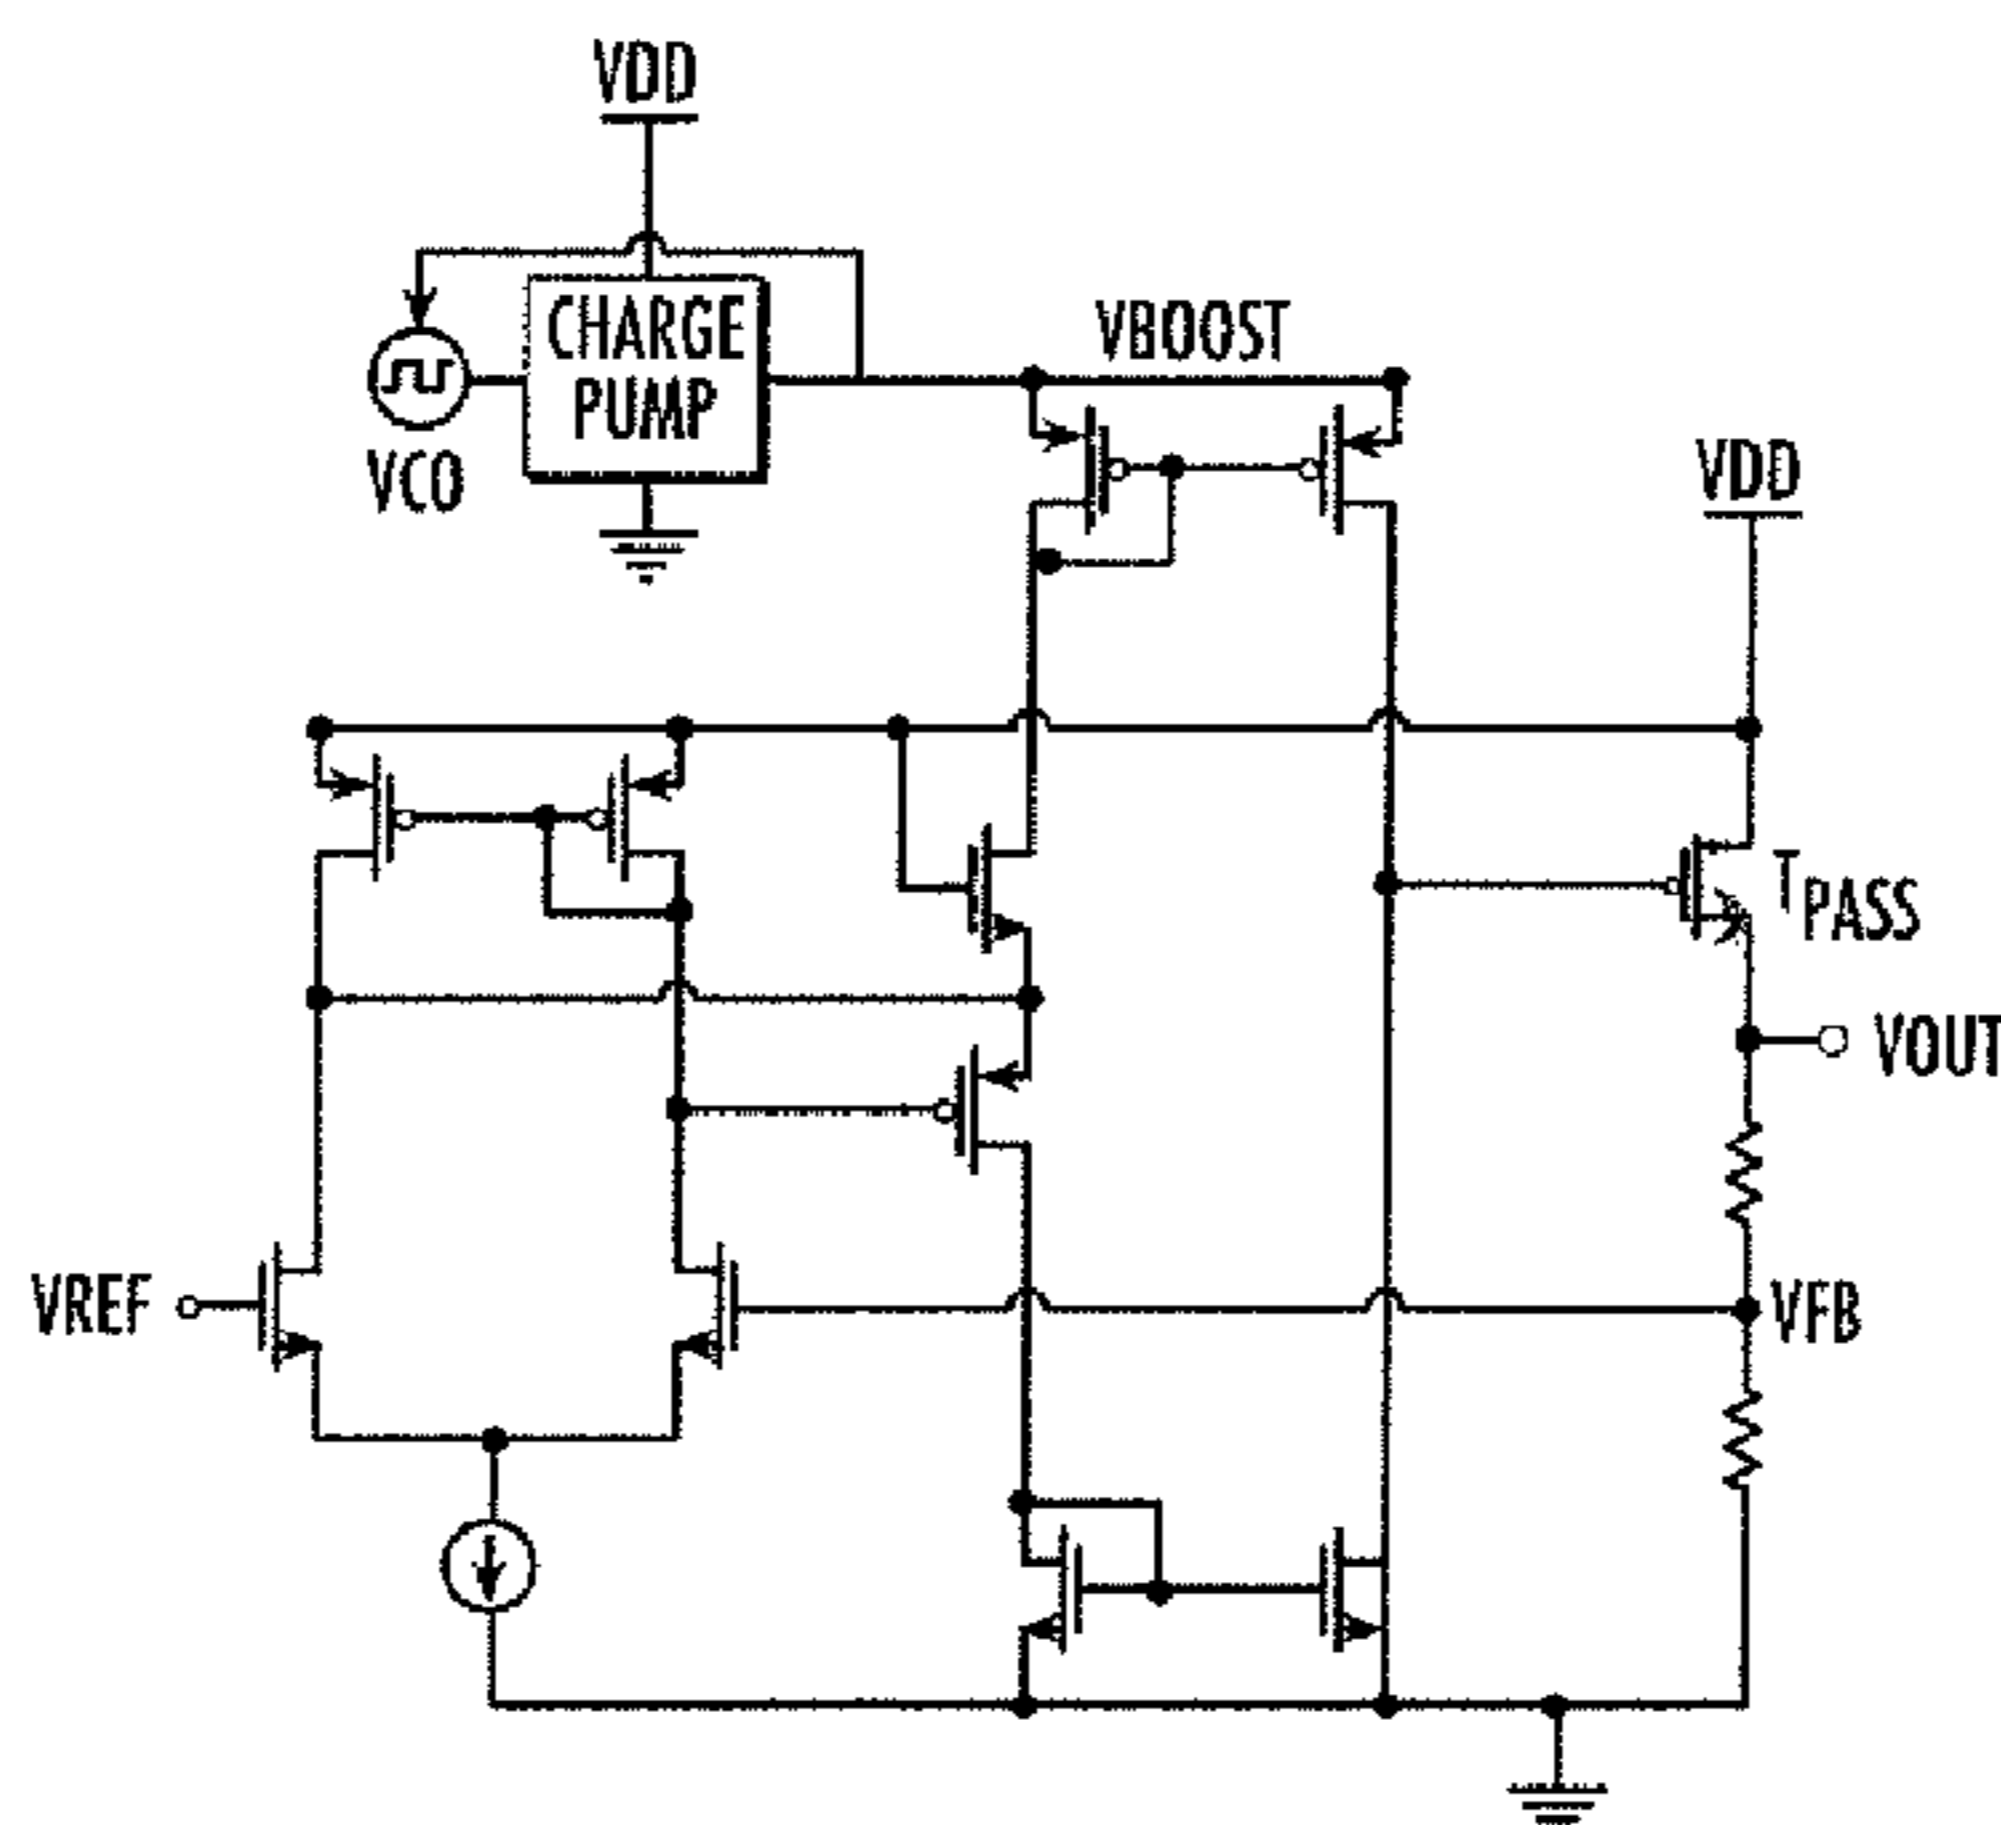 VDD
CHARGE
PUMP
VCO
VBOOST
VDD
TPASS
VOUT
VREF
VFB